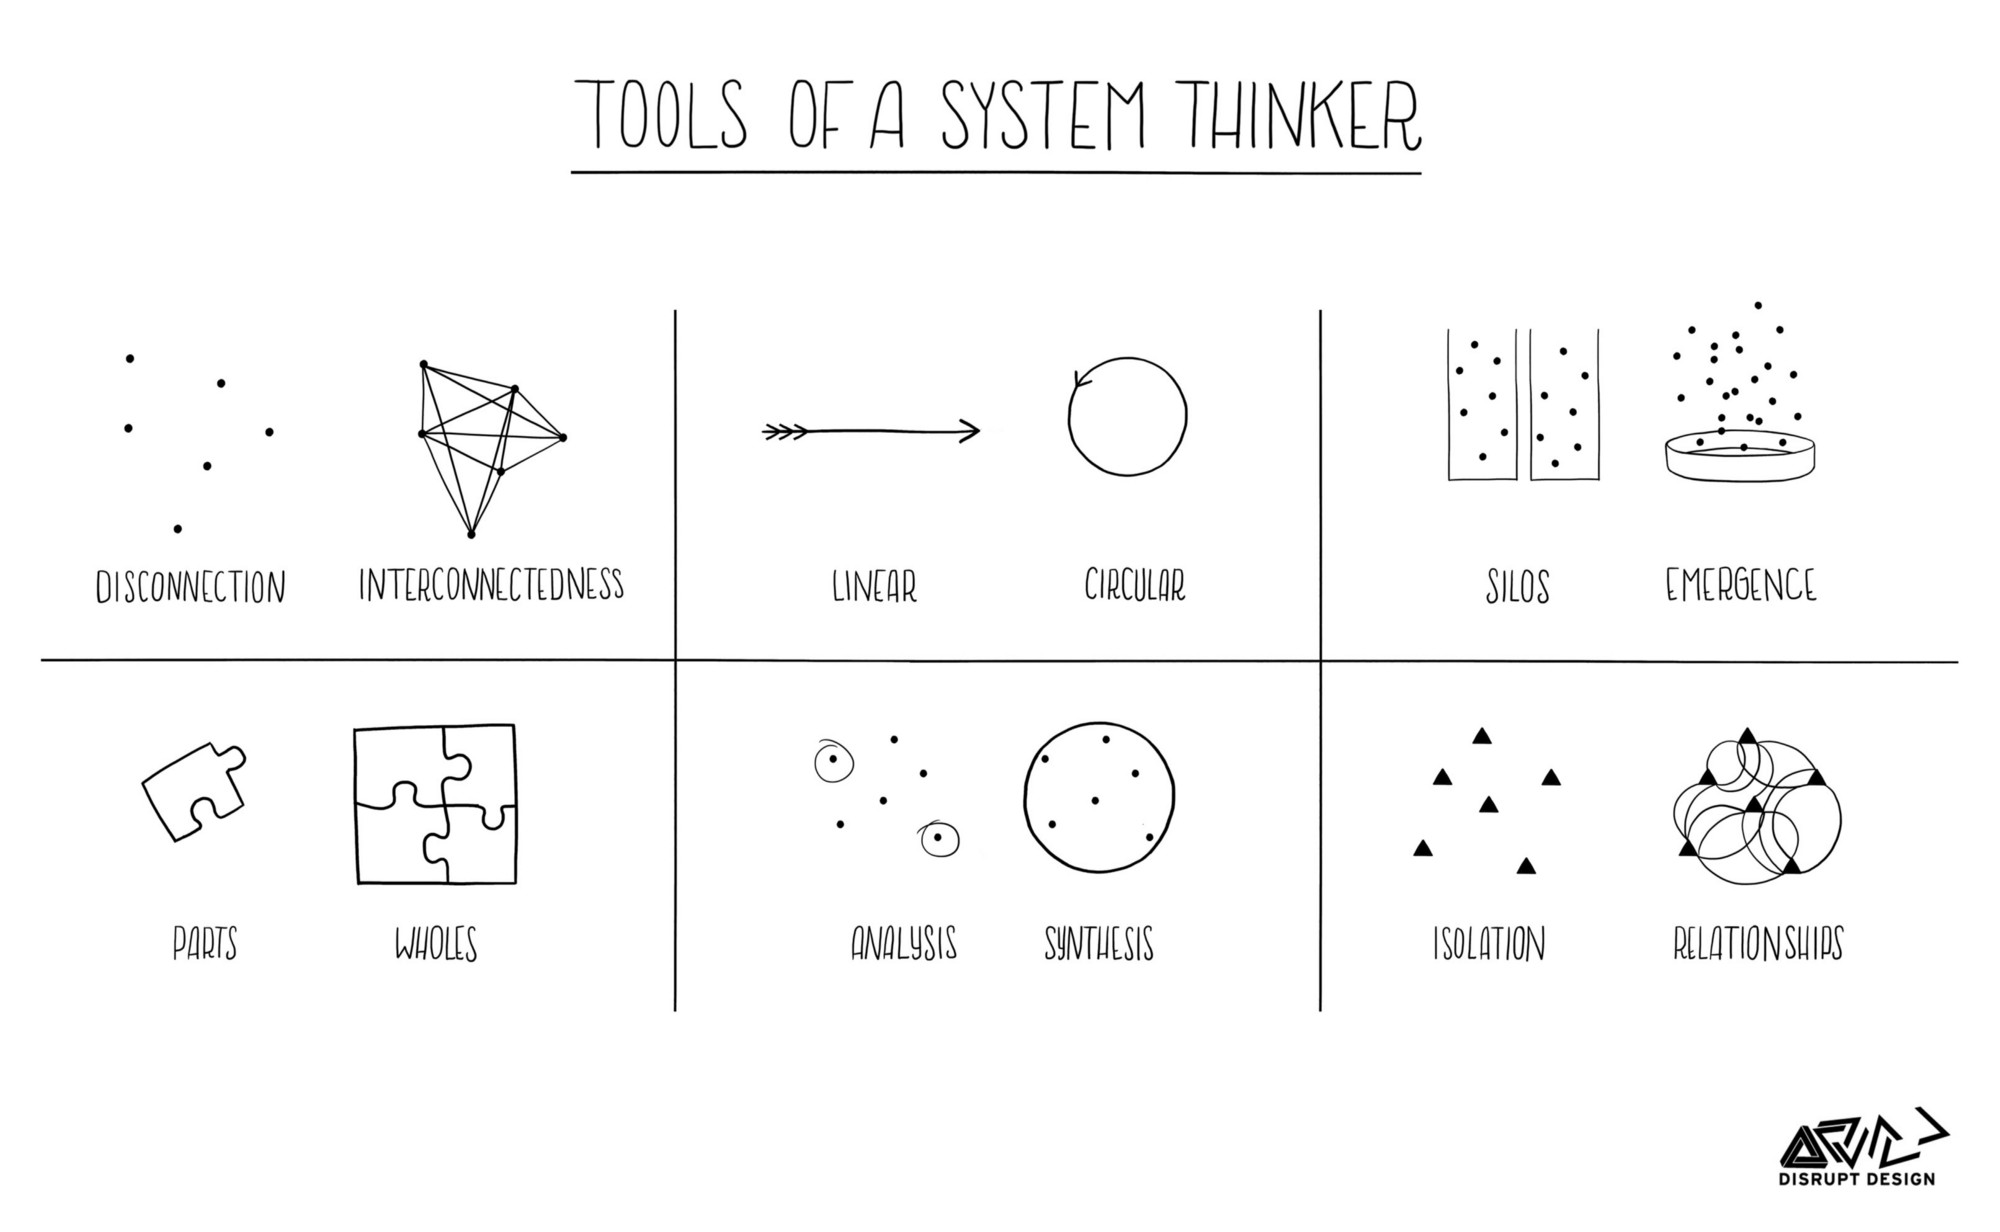 TOOLS OF A SYSTEM THINKER
DISCONNECTION
INTERCONNECTEDNESS
LINEAR
CIRCULAR
SILOS
EMERGENCE
PARTS
WHOLES
ANALYSIS
SYNTHESIS
ISOLATION
RELATIONSHIPS
DISRUPT DESIGN